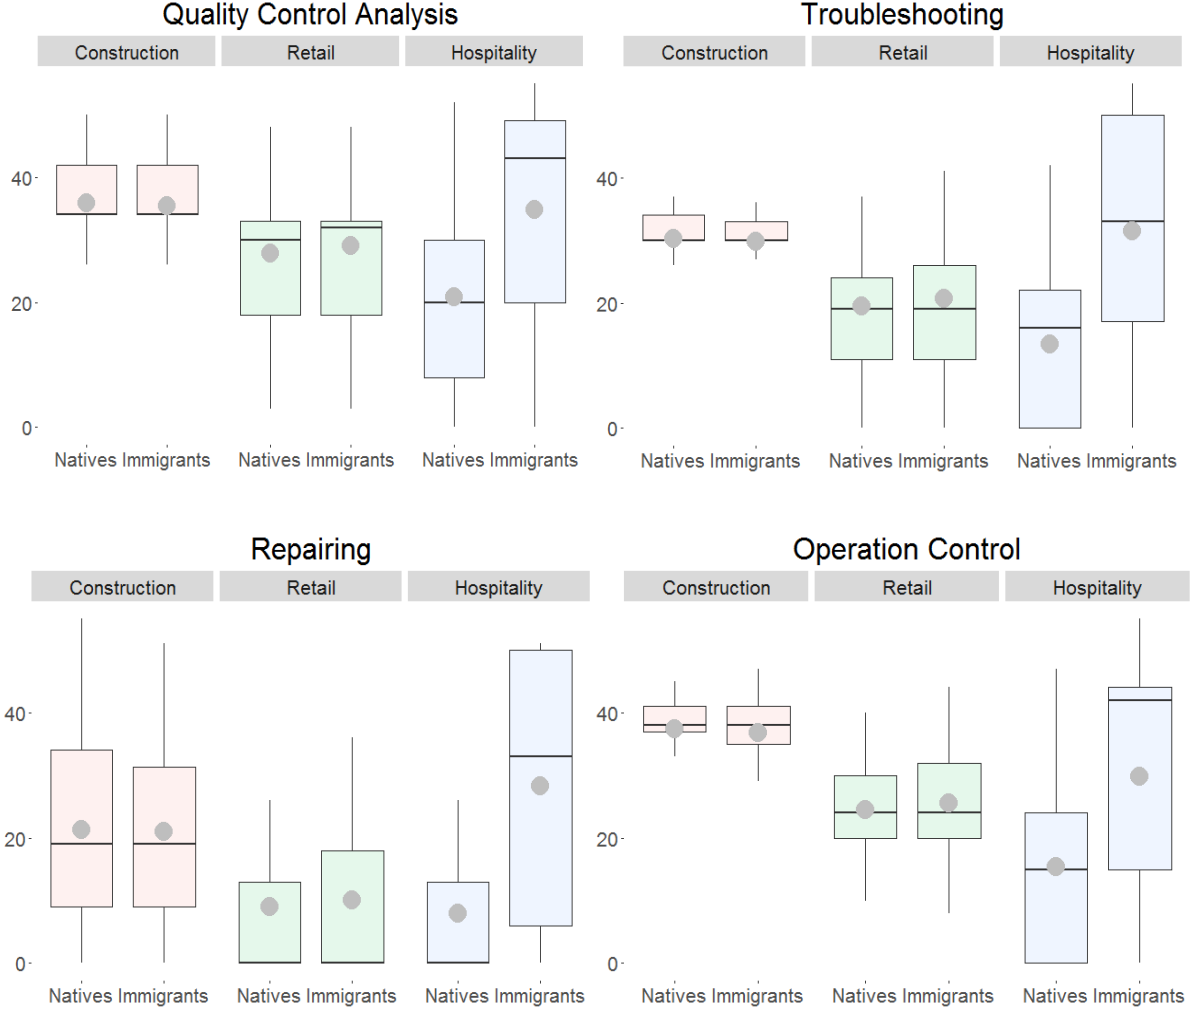 Quality Control Analysis
Construction Retail Hospitality
40
20
0
Natives Immigrants Natives Immigrants Natives Immigrants
Troubleshooting
Construction Retail Hospitality
40
20
0
Natives Immigrants Natives Immigrants Natives Immigrants
Repairing
Construction Retail Hospitality
40
20
0
Natives Immigrants Natives Immigrants Natives Immigrants
Operation Control
Construction Retail Hospitality
40
20
0
Natives Immigrants Natives Immigrants Natives Immigrants